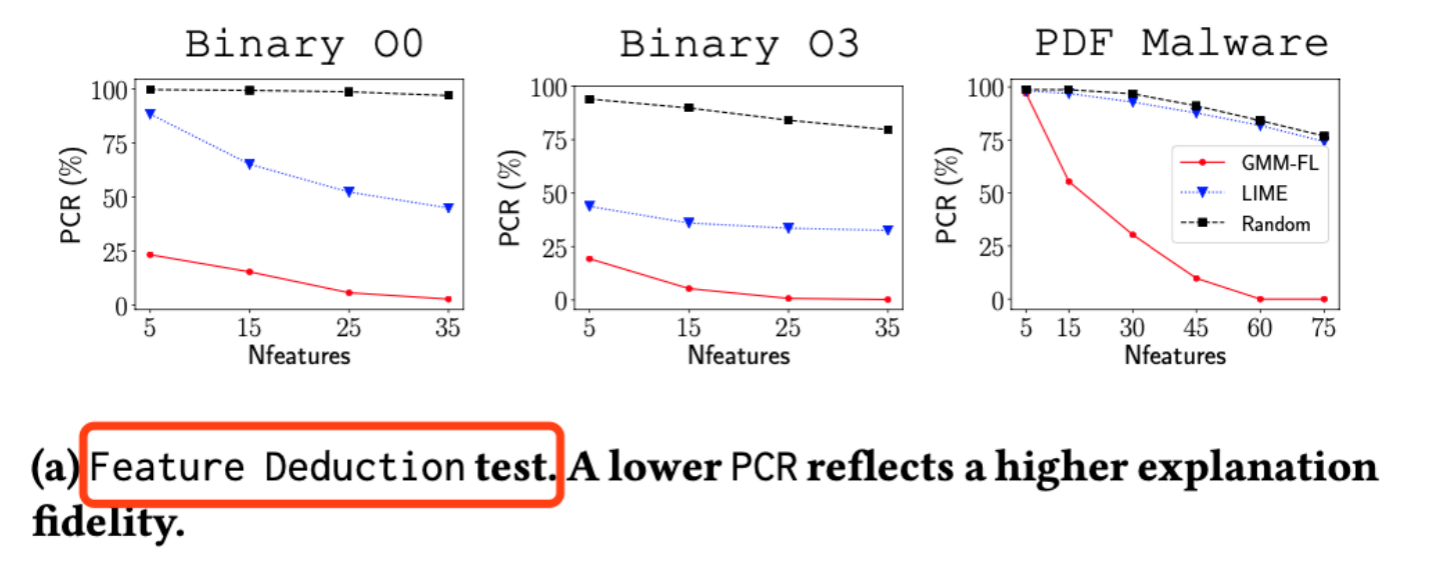 Binary O0 Binary O3 PDF Malware
100 75 50 25 0
PCR (%)
5 15 25 35
Nfeatures
100 75 50 25 0
PCR (%)
5 15 25 35
Nfeatures
100 75 50 25 0
PCR (%)
GMM-FL
LIME
Random
5 15 30 45 60 75
Nfeatures
(a) Feature Deduction test. A lower PCR reflects a higher explanation
fidelity.